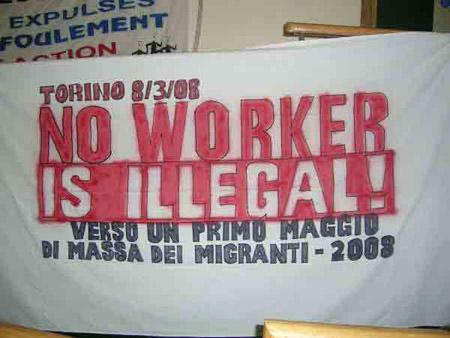 EXPULSES
FOULEMENT
ACTION
TORINO 8/3/08
NO WORKER
IS ILLEGAL!
VERSO UN PRIMO MAGGIO
DI MASSA DEI MIGRANTI - 2008